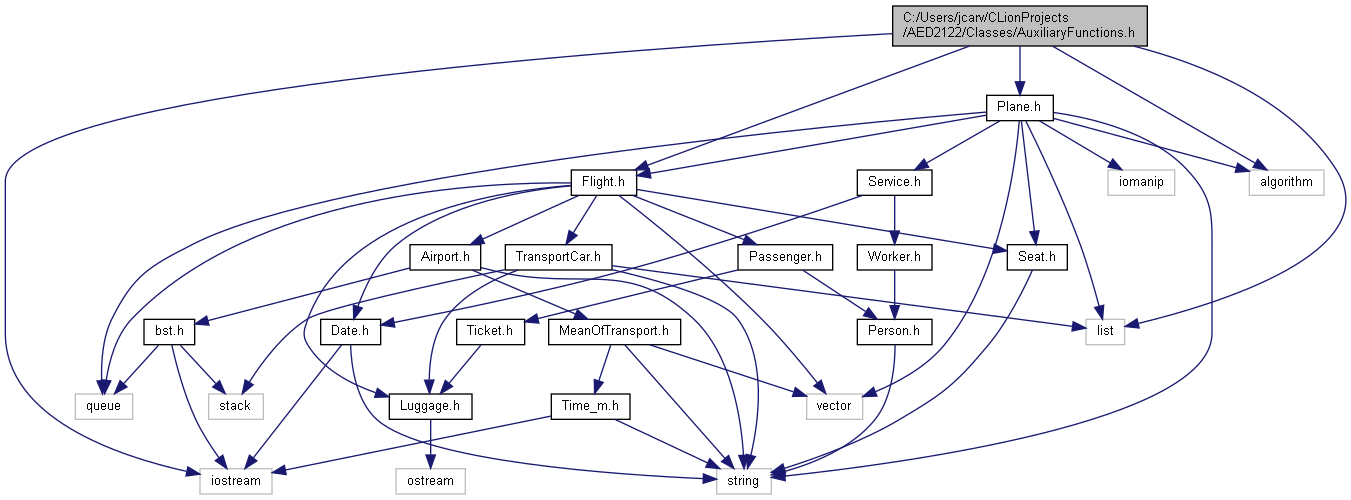 C:/Users/jcarv/CLionProjects
/AED2122/Classes/AuxiliaryFunctions.h
Plane.h
Flight.h
Service.h
iomanip
algorithm
Airport.h
TransportCar.h
Passenger.h
Worker.h
Seat.h
bst.h
Date.h
Ticket.h
MeanOfTransport.h
Person.h
list
queue
stack
Luggage.h
Time_m.h
vector
iostream
ostream
string